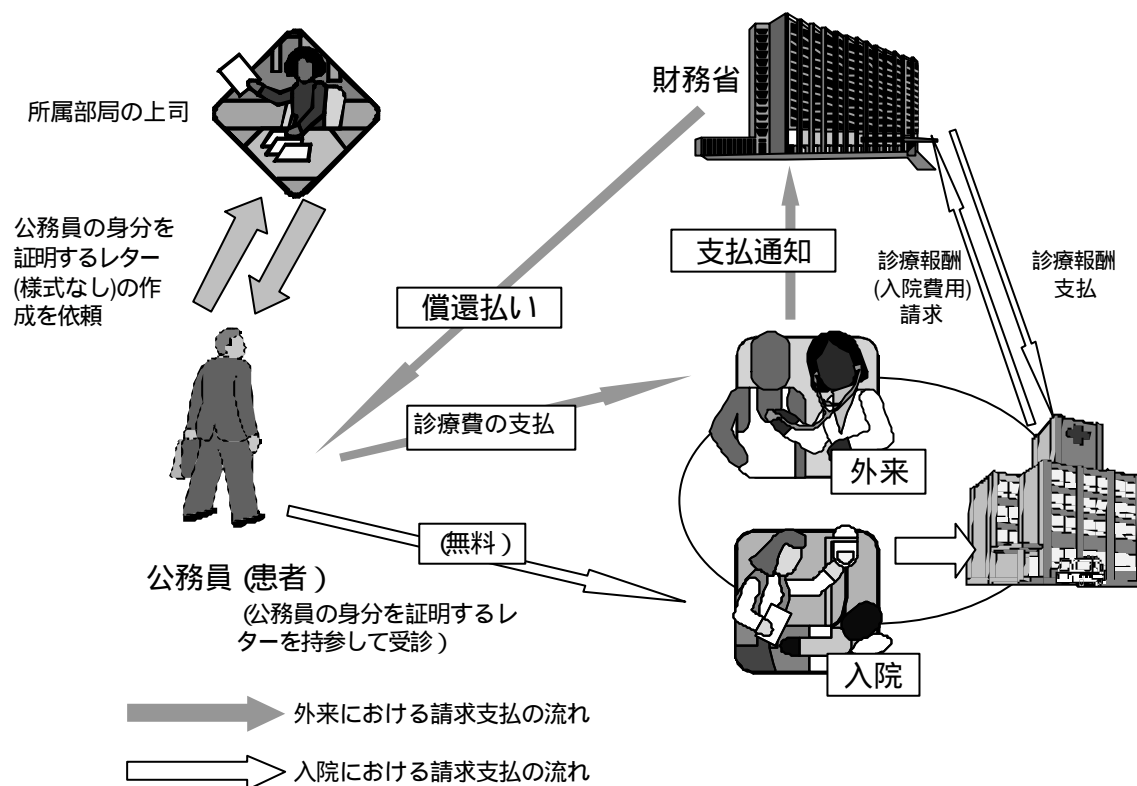 所属部局の上司
公務員の身分を
証明するレター
(様式なし)の作
成を依頼
財務省
支払通知
償還払い
診療報酬
(入院費用)
請求
診療報酬
支払
診療費の支払
外来
(無料)
入院
公務員(患者)
(公務員の身分を証明するレ
ターを持参して受診)
外来における請求支払の流れ
入院における請求支払の流れ